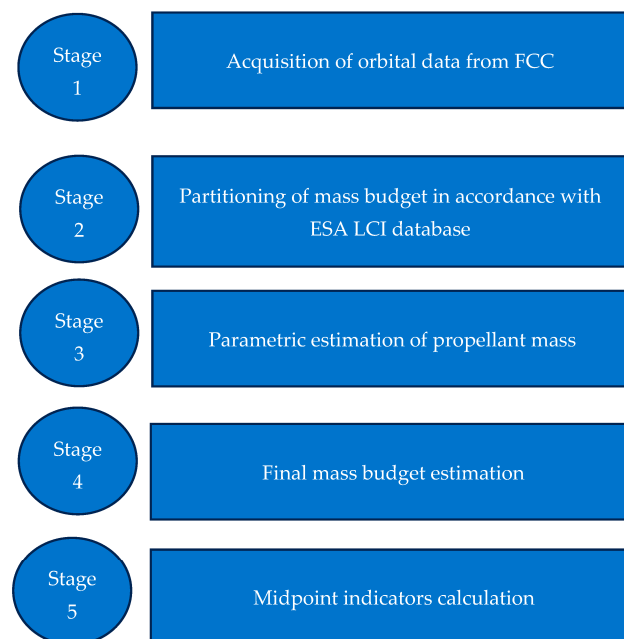 Stage
1
Acquisition of orbital data from FCC
Stage
2
Partitioning of mass budget in accordance with
ESA LCI database
Stage
3
Parametric estimation of propellant mass
Stage
4
Final mass budget estimation
Stage
5
Midpoint indicators calculation